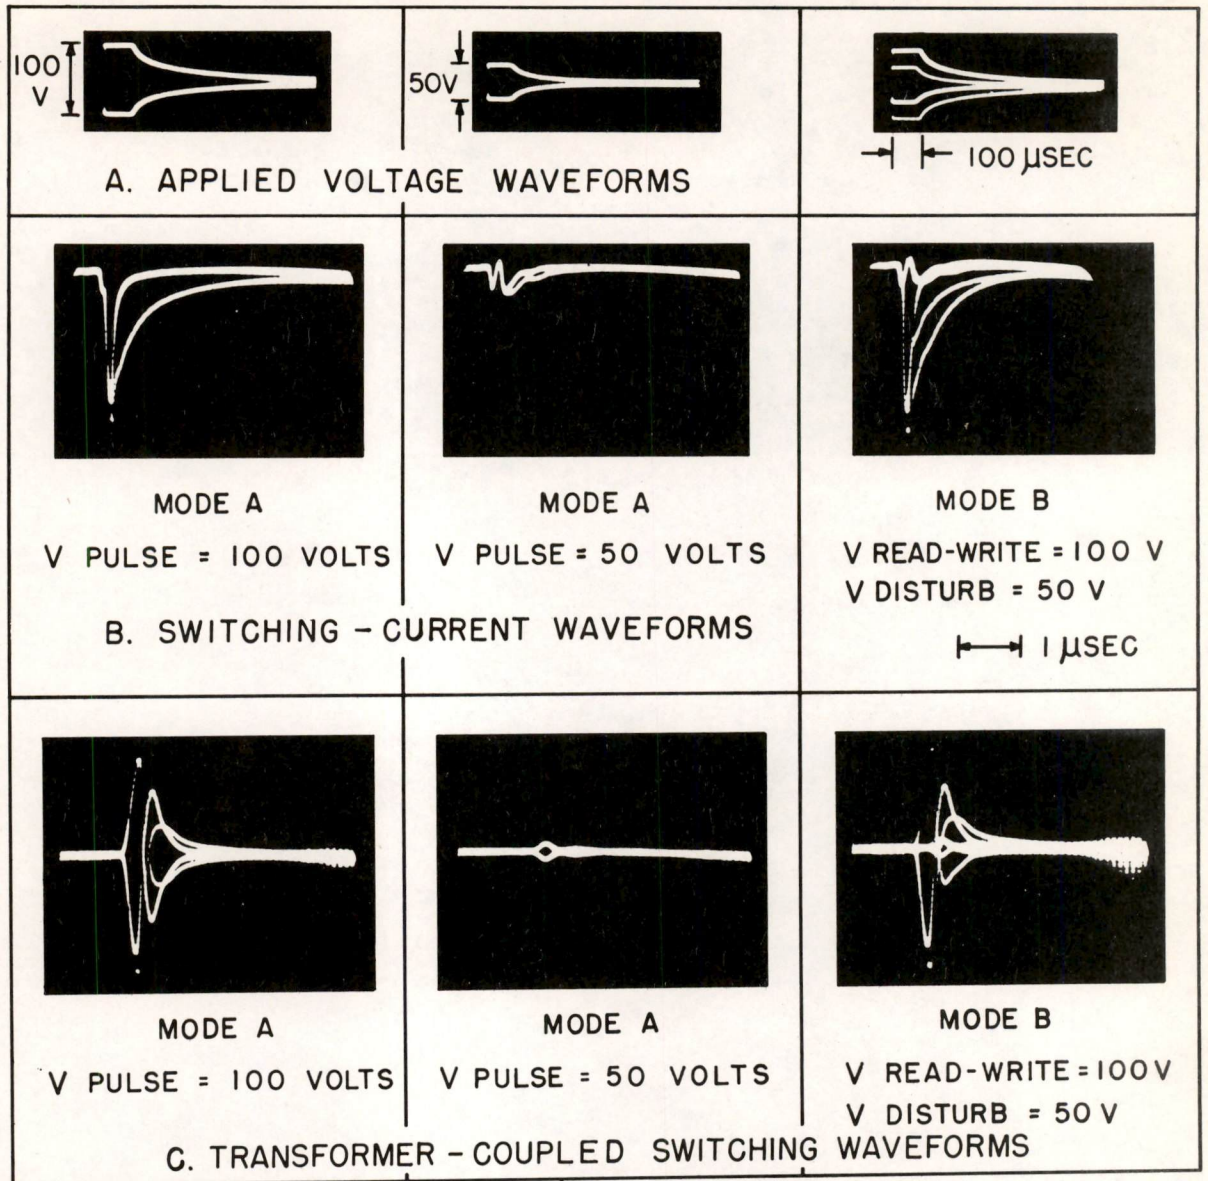 100 V
50V
100 µSEC
A. APPLIED VOLTAGE WAVEFORMS
MODE A
V PULSE = 100 VOLTS
MODE A
V PULSE = 50 VOLTS
MODE B
V READ-WRITE = 100 V
V DISTURB = 50 V
B. SWITCHING - CURRENT WAVEFORMS
1 µSEC
MODE A
V PULSE = 100 VOLTS
MODE A
V PULSE = 50 VOLTS
MODE B
V READ-WRITE = 100 V
V DISTURB = 50 V
C. TRANSFORMER - COUPLED SWITCHING WAVEFORMS